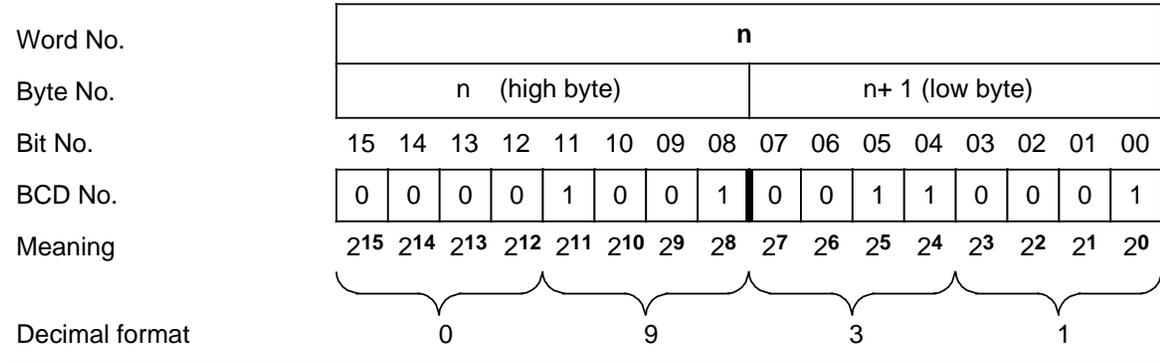 Word No. n
Byte No. n (high byte) n+ 1 (low byte)
Bit No. 15 14 13 12 11 10 09 08 07 06 05 04 03 02 01 00
BCD No. 0 0 0 0 1 0 0 1 0 0 1 1 0 0 0 1
Meaning 2¹⁵ 2¹⁴ 2¹³ 2¹² 2¹¹ 2¹⁰ 2⁹ 2⁸ 2⁷ 2⁶ 2⁵ 2⁴ 2³ 2² 2¹ 2⁰
Decimal format 0 9 3 1